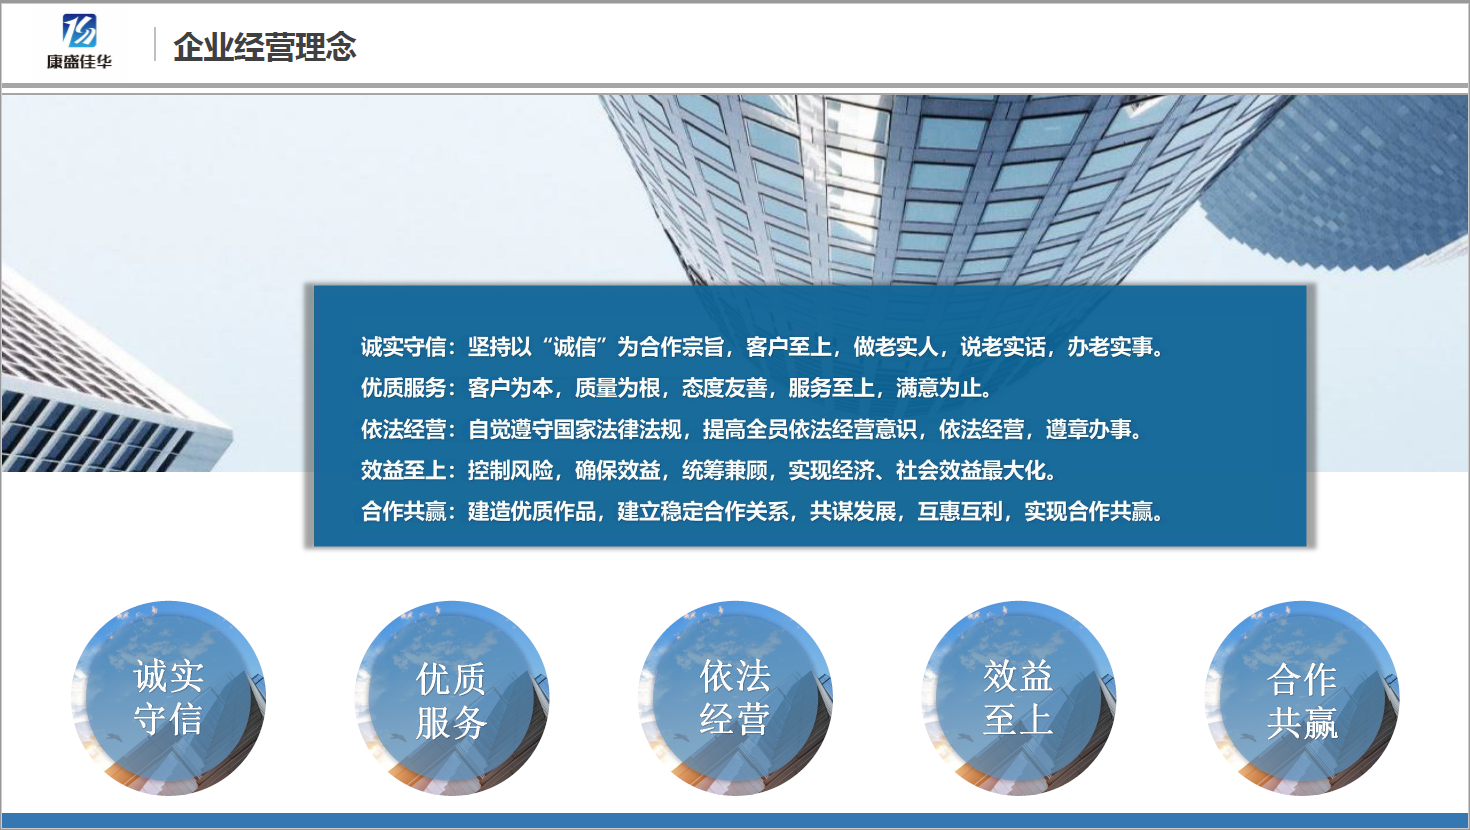 康盛佳华
企业经营理念
诚实守信：坚持以“诚信”为合作宗旨，客户至上，做老实人，说老实话，办老实事。
优质服务：客户为本，质量为根，态度友善，服务至上，满意为止。
依法经营：自觉遵守国家法律法规，提高全员依法经营意识，依法经营，遵章办事。
效益至上：控制风险，确保效益，统筹兼顾，实现经济、社会效益最大化。
合作共赢：建造优质作品，建立稳定合作关系，共谋发展，互惠互利，实现合作共赢。
诚实
守信
优质
服务
依法
经营
效益
至上
合作
共赢